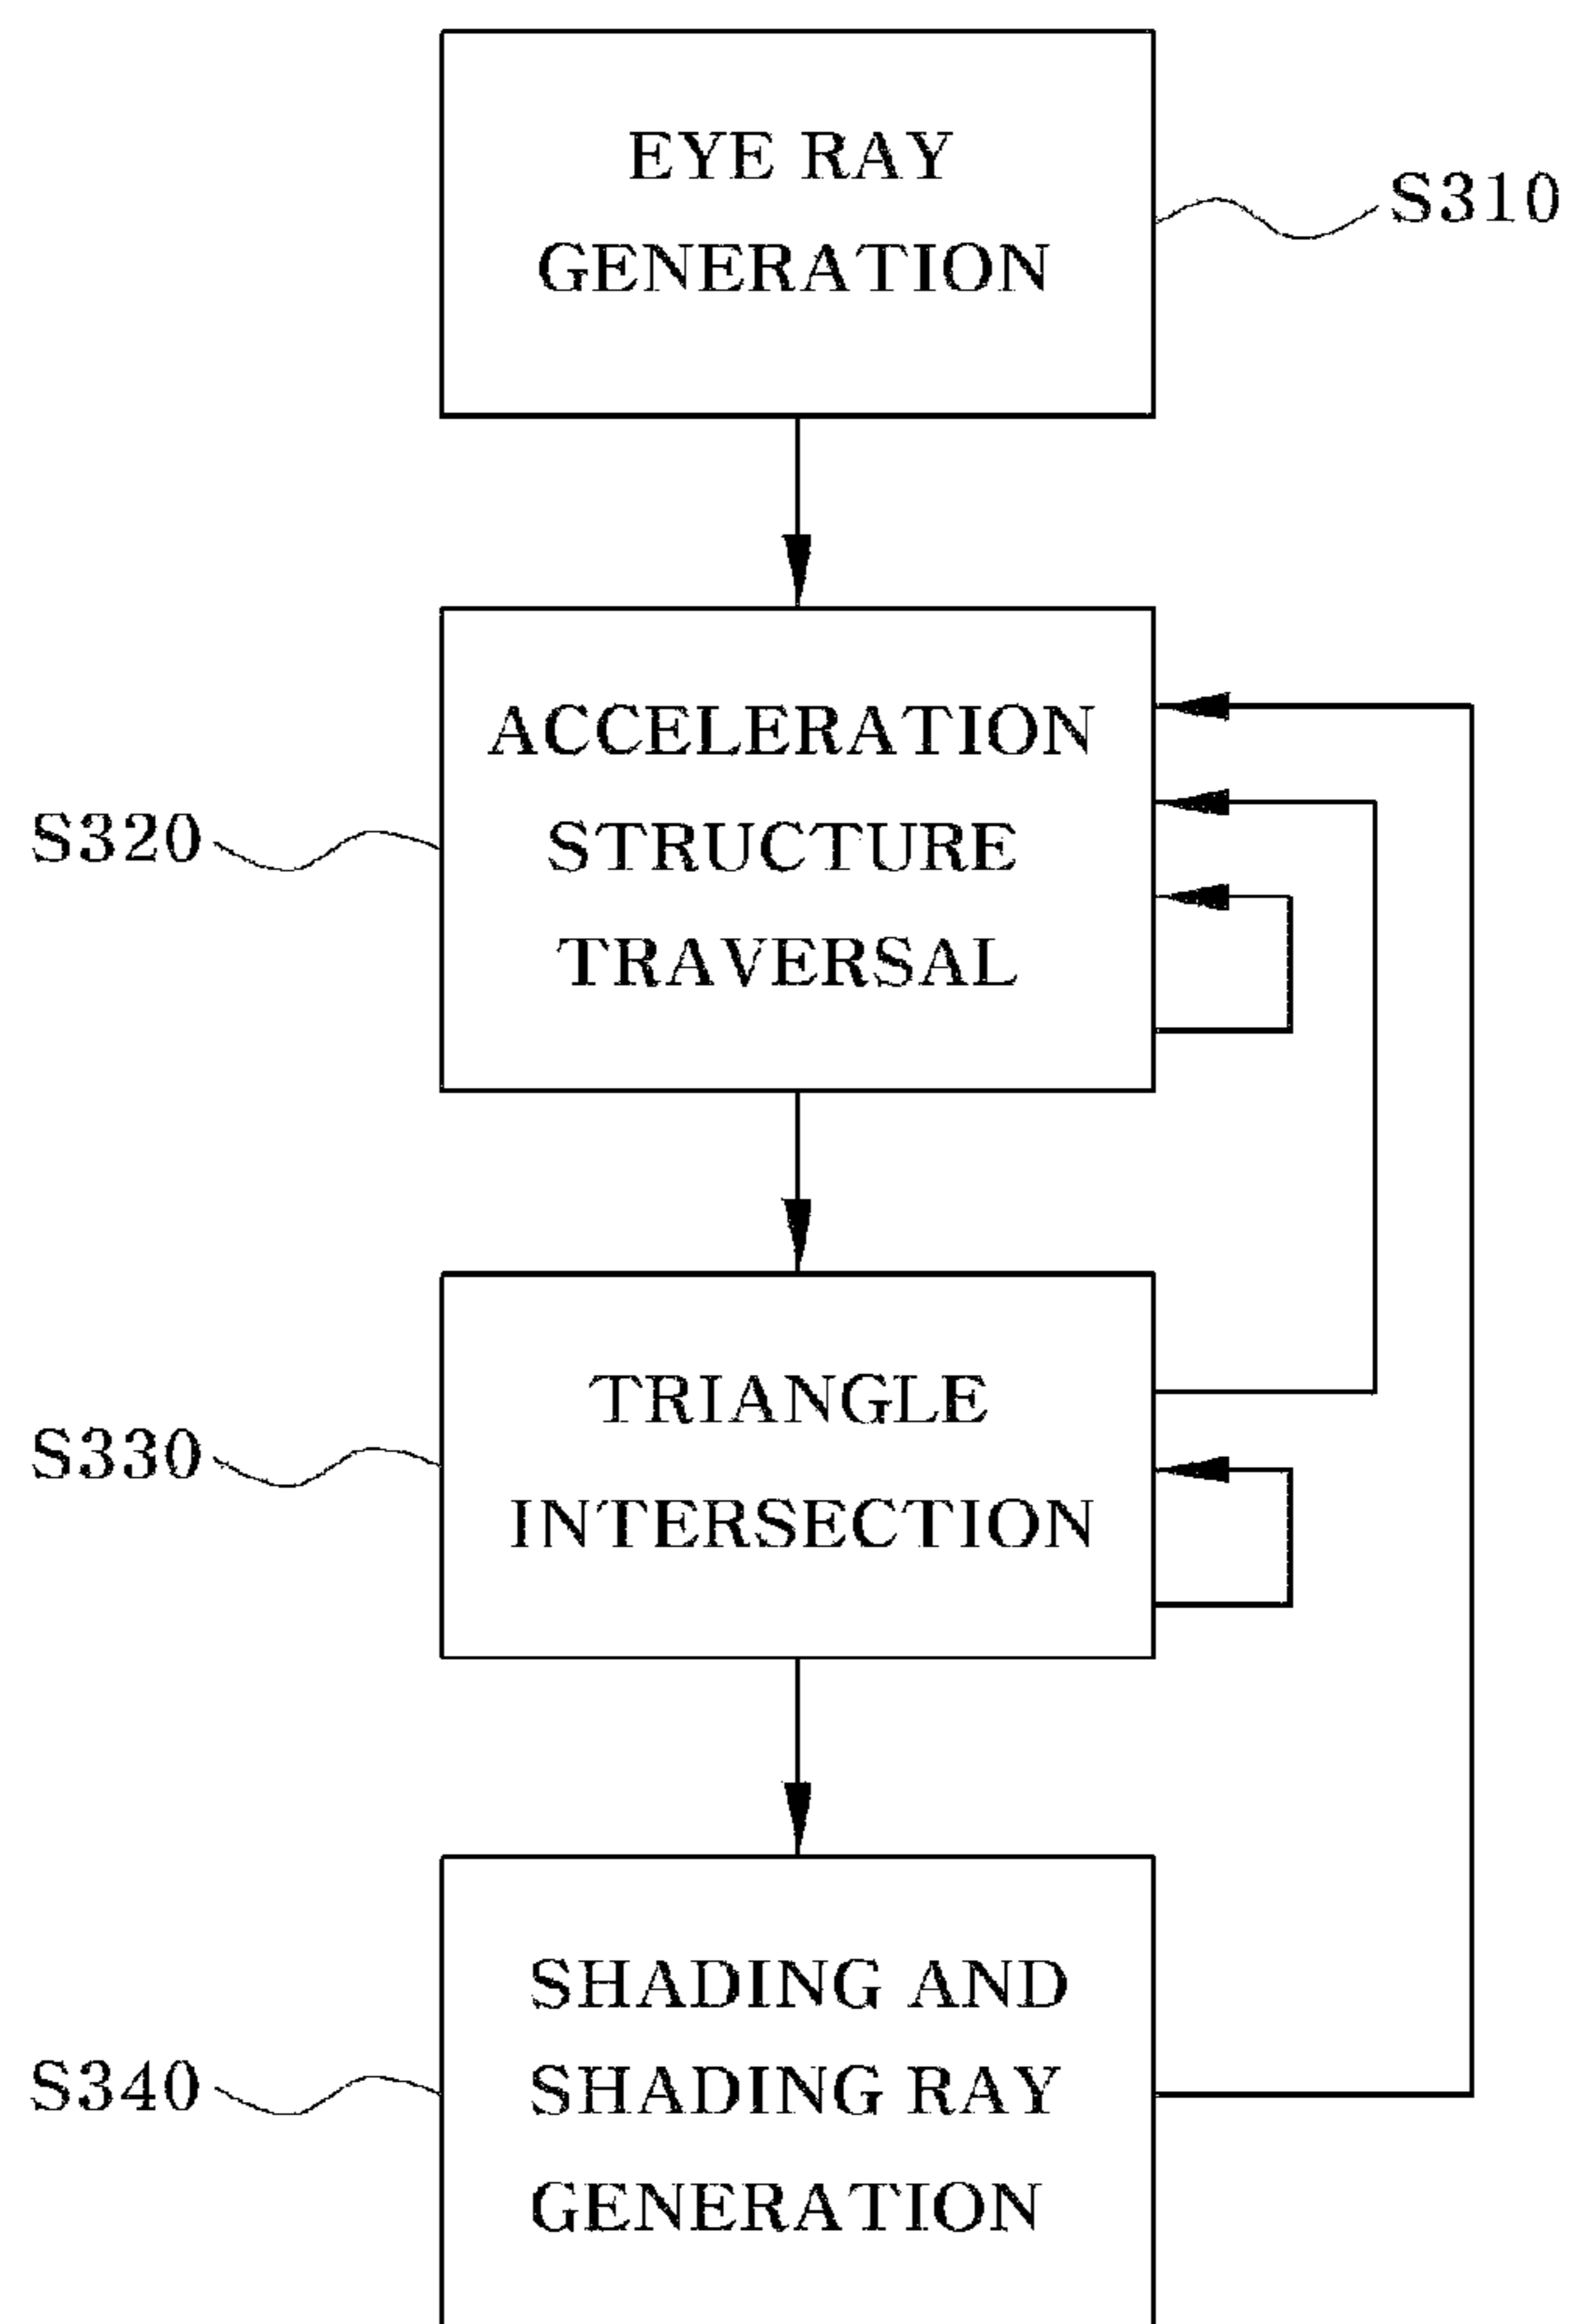 EYE RAY
GENERATION
S310
ACCELERATION
STRUCTURE
TRAVERSAL
S320
TRIANGLE
INTERSECTION
S330
SHADING AND
SHADING RAY
GENERATION
S340